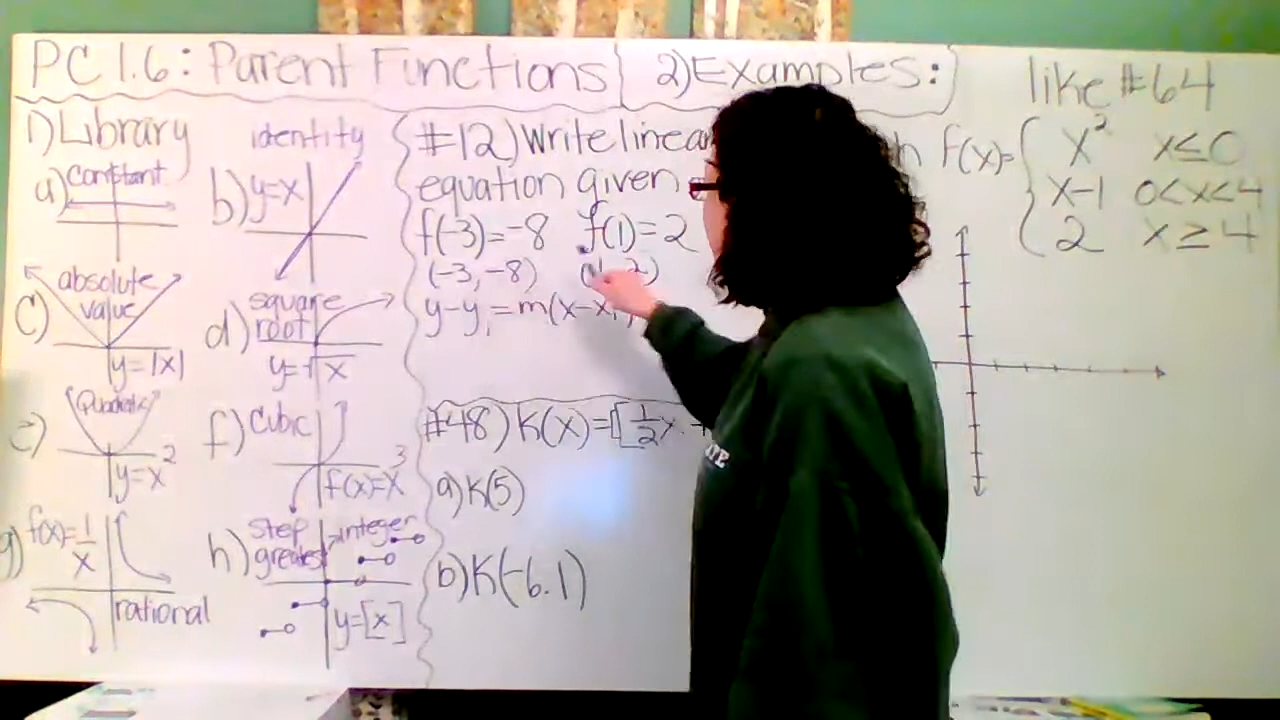 PC 1.6: Parent Functions
2) Examples:
like #64
1) Library
a) constant
identity
b) y=x
c) absolute
value
y=|x|
d) square
root
y=√x
Quadratic
y=x²
f) Cubic
f(x)=x³
g) f(x)=1/x
rational
h) step
greatest integer
y=[x]
#12) Write linear
equation given
f(-3)=-8 f(1)=2
(-3, -8)
y-y₁=m(x-x₁)
#48) K(x)=[[½x +
a) K(5)
b) K(-6.1)
f(x)= { x² x≤0
x-1 0<x<4
2 x≥4